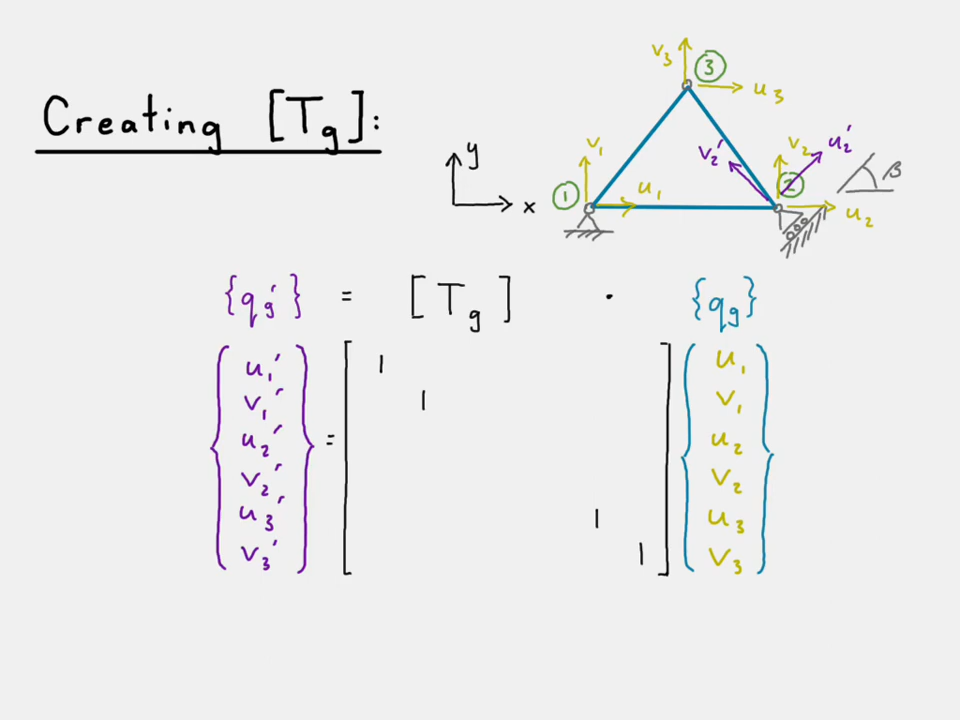 Creating [Tg]:
y
x
v3
3
u3
v1
1
u1
v2'
v2
u2'
2
u2
β
{qg'} = [Tg] · {qg}
u1' 1 u1
v1' 1 v1
u2' = u2
v2' v2
u3' 1 u3
v3' 1 v3